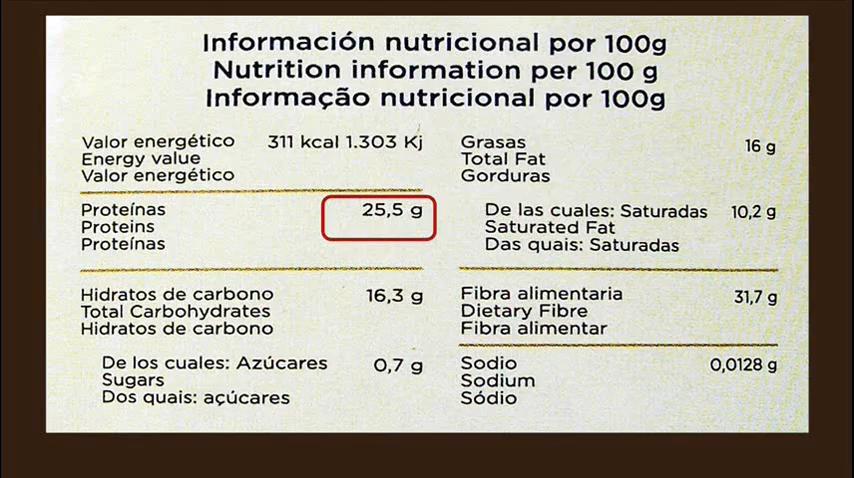 Información nutricional por 100g
Nutrition information per 100 g
Informação nutricional por 100g
Valor energético 311 kcal 1.303 Kj
Energy value
Valor energético
Proteínas 25,5 g
Proteins
Proteínas
Hidratos de carbono 16,3 g
Total Carbohydrates
Hidratos de carbono
De los cuales: Azúcares 0,7 g
Sugars
Dos quais: açúcares
Grasas 16 g
Total Fat
Gorduras
De las cuales: Saturadas 10,2 g
Saturated Fat
Das quais: Saturadas
Fibra alimentaria 31,7 g
Dietary Fibre
Fibra alimentar
Sodio 0,0128 g
Sodium
Sódio